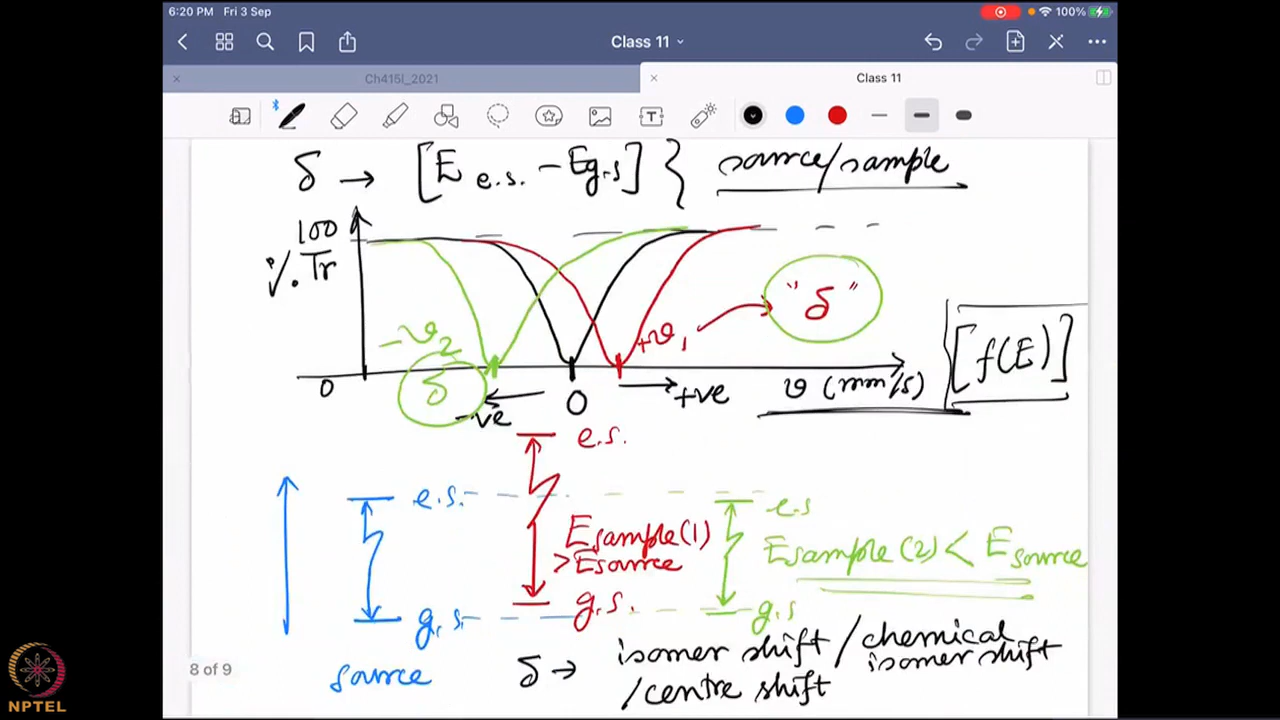 6:20 PM Fri 3 Sep 100%
Class 11
Ch415I_2021 Class 11
δ → [E e.s. – Eg.s] } source/sample
100
%. Tr
"δ"
+ϑ₁
-ϑ₂
δ
[f(E)]
0 -ve 0 +ve ϑ (mm/s)
e.s.
e.s. e.s
Esample(1)
>Esource
Esample (2) < Esource
g.s. g.s. g.s
source
δ → isomer shift / chemical isomer shift
/centre shift
8 of 9
NPTEL